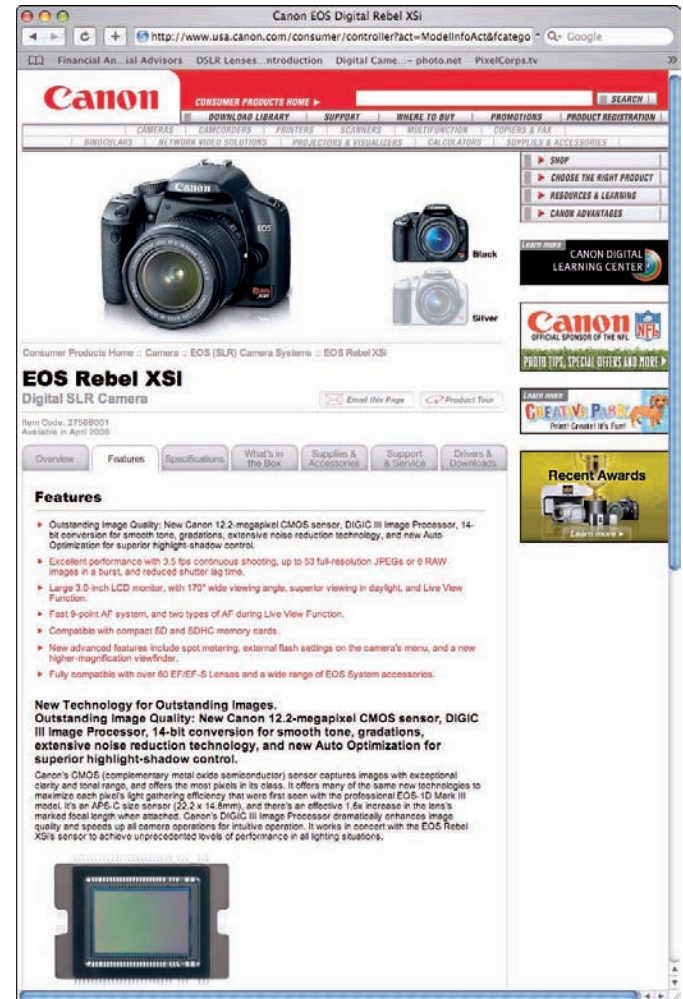 Canon EOS Digital Rebel XSi
http://www.usa.canon.com/consumer/controller?act=ModelInfoAct&fcatego
Google
Financial An...ial Advisors DSLR Lenses...ntroduction Digital Came...– photo.net PixelCorps.tv
Canon
CONSUMER PRODUCTS HOME
SEARCH
DOWNLOAD LIBRARY SUPPORT WHERE TO BUY PROMOTIONS PRODUCT REGISTRATION
CAMERAS CAMCORDERS PRINTERS SCANNERS MULTIFUNCTION COPIERS & FAX
BINOCULARS NETWORK VIDEO SOLUTIONS PROJECTORS & VISUALIZERS CALCULATORS SUPPLIES & ACCESSORIES
SHOP
CHOOSE THE RIGHT PRODUCT
RESOURCES & LEARNING
CANON ADVANTAGES
Canon
EOS
Black
Silver
Learn more
CANON DIGITAL
LEARNING CENTER
Canon NFL
OFFICIAL SPONSOR OF THE NFL
PHOTO TIPS, SPECIAL OFFERS AND MORE
Learn more
CREATIVE PARK
Print! Create! It's Fun!
Recent Awards
Learn more
Consumer Products Home :: Camera :: EOS (SLR) Camera Systems :: EOS Rebel XSi
EOS Rebel XSi
Digital SLR Camera
Email this Page Product Tour
Item Code: 2756B001
Available in April 2008
Overview Features Specifications What's in the Box Supplies & Accessories Support & Service Drivers & Downloads
Features
Outstanding Image Quality: New Canon 12.2-megapixel CMOS sensor, DIGIC III Image Processor, 14-
bit conversion for smooth tone, gradations, extensive noise reduction technology, and new Auto
Optimization for superior highlight-shadow control.
Excellent performance with 3.5 fps continuous shooting, up to 53 full-resolution JPEGs or 6 RAW
images in a burst, and reduced shutter lag time.
Large 3.0-inch LCD monitor, with 170° wide viewing angle, superior viewing in daylight, and Live View
Function.
Fast 9-point AF system, and two types of AF during Live View Function.
Compatible with compact SD and SDHC memory cards.
New advanced features include spot metering, external flash settings on the camera's menu, and a new
higher-magnification viewfinder.
Fully compatible with over 60 EF/EF-S Lenses and a wide range of EOS System accessories.
New Technology for Outstanding Images.
Outstanding Image Quality: New Canon 12.2-megapixel CMOS sensor, DIGIC
III Image Processor, 14-bit conversion for smooth tone, gradations,
extensive noise reduction technology, and new Auto Optimization for
superior highlight-shadow control.
Canon's CMOS (complementary metal oxide semiconductor) sensor captures images with exceptional
clarity and tonal range, and offers the most pixels in its class. It offers many of the same new technologies to
maximize each pixel's light gathering efficiency that were first seen with the professional EOS-1D Mark III
model. It's an APS-C size sensor (22.2 x 14.8mm), and there's an effective 1.6x increase in the lens's
marked focal length when attached. Canon's DIGIC III Image Processor dramatically enhances image
quality and speeds up all camera operations for intuitive operation. It works in concert with the EOS Rebel
XSi's sensor to achieve unprecedented levels of performance in all lighting situations.